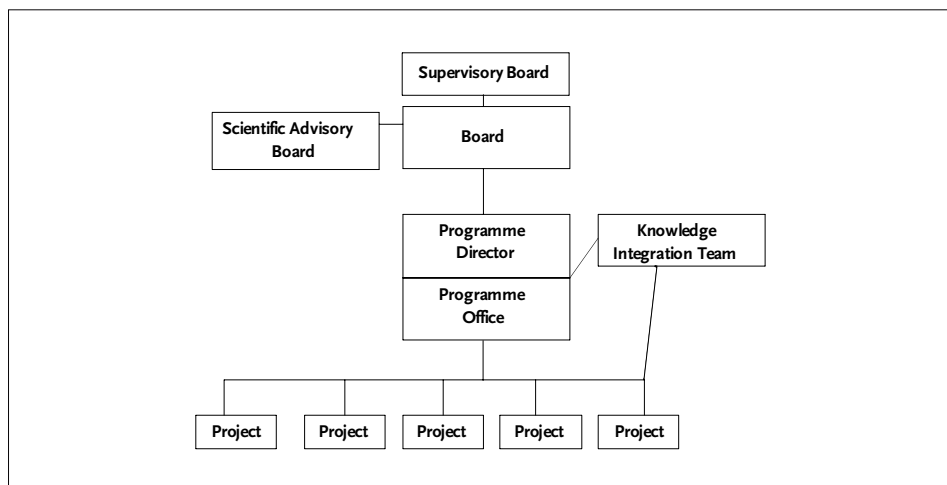 Supervisory Board
Scientific Advisory
Board
Board
Programme
Director
Knowledge
Integration Team
Programme
Office
Project
Project
Project
Project
Project